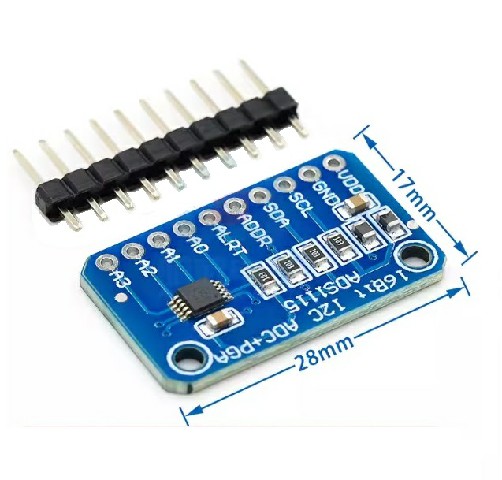 VDD
GND
SCL
SDA
ADDR
ALRT
A0
A1
A2
A3
16Bit I2C
ADS1115
ADC+PGA
17mm
28mm